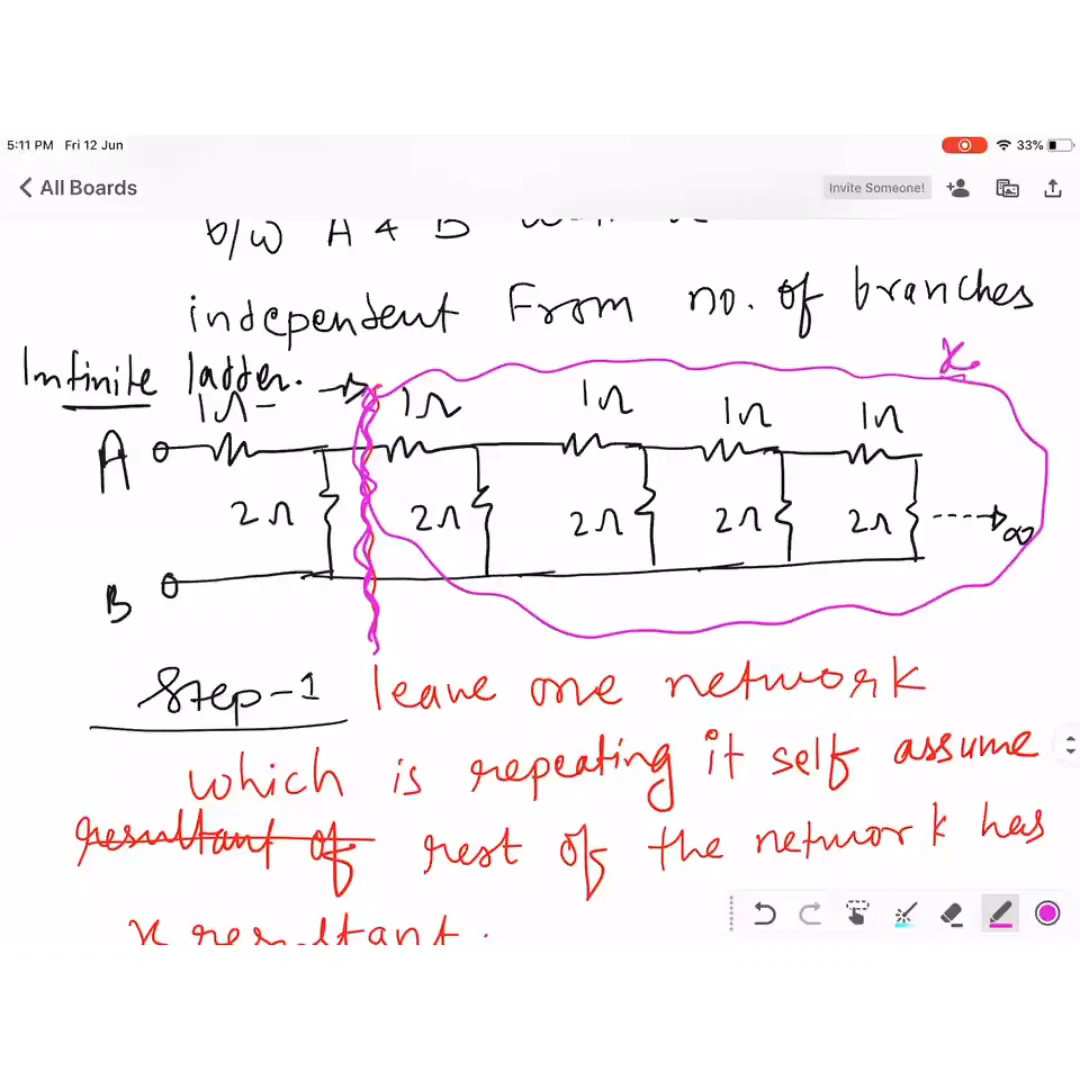 5:11 PM Fri 12 Jun 33%
All Boards Invite Someone!
b/w A & B
independent From no. of branches
Infinite ladder. x
1Ω 1Ω 1Ω 1Ω 1Ω
A
2Ω 2Ω 2Ω 2Ω 2Ω ∞
B
Step-1 leave one network
which is repeating it self assume
resultant of rest of the network has
x resultant.